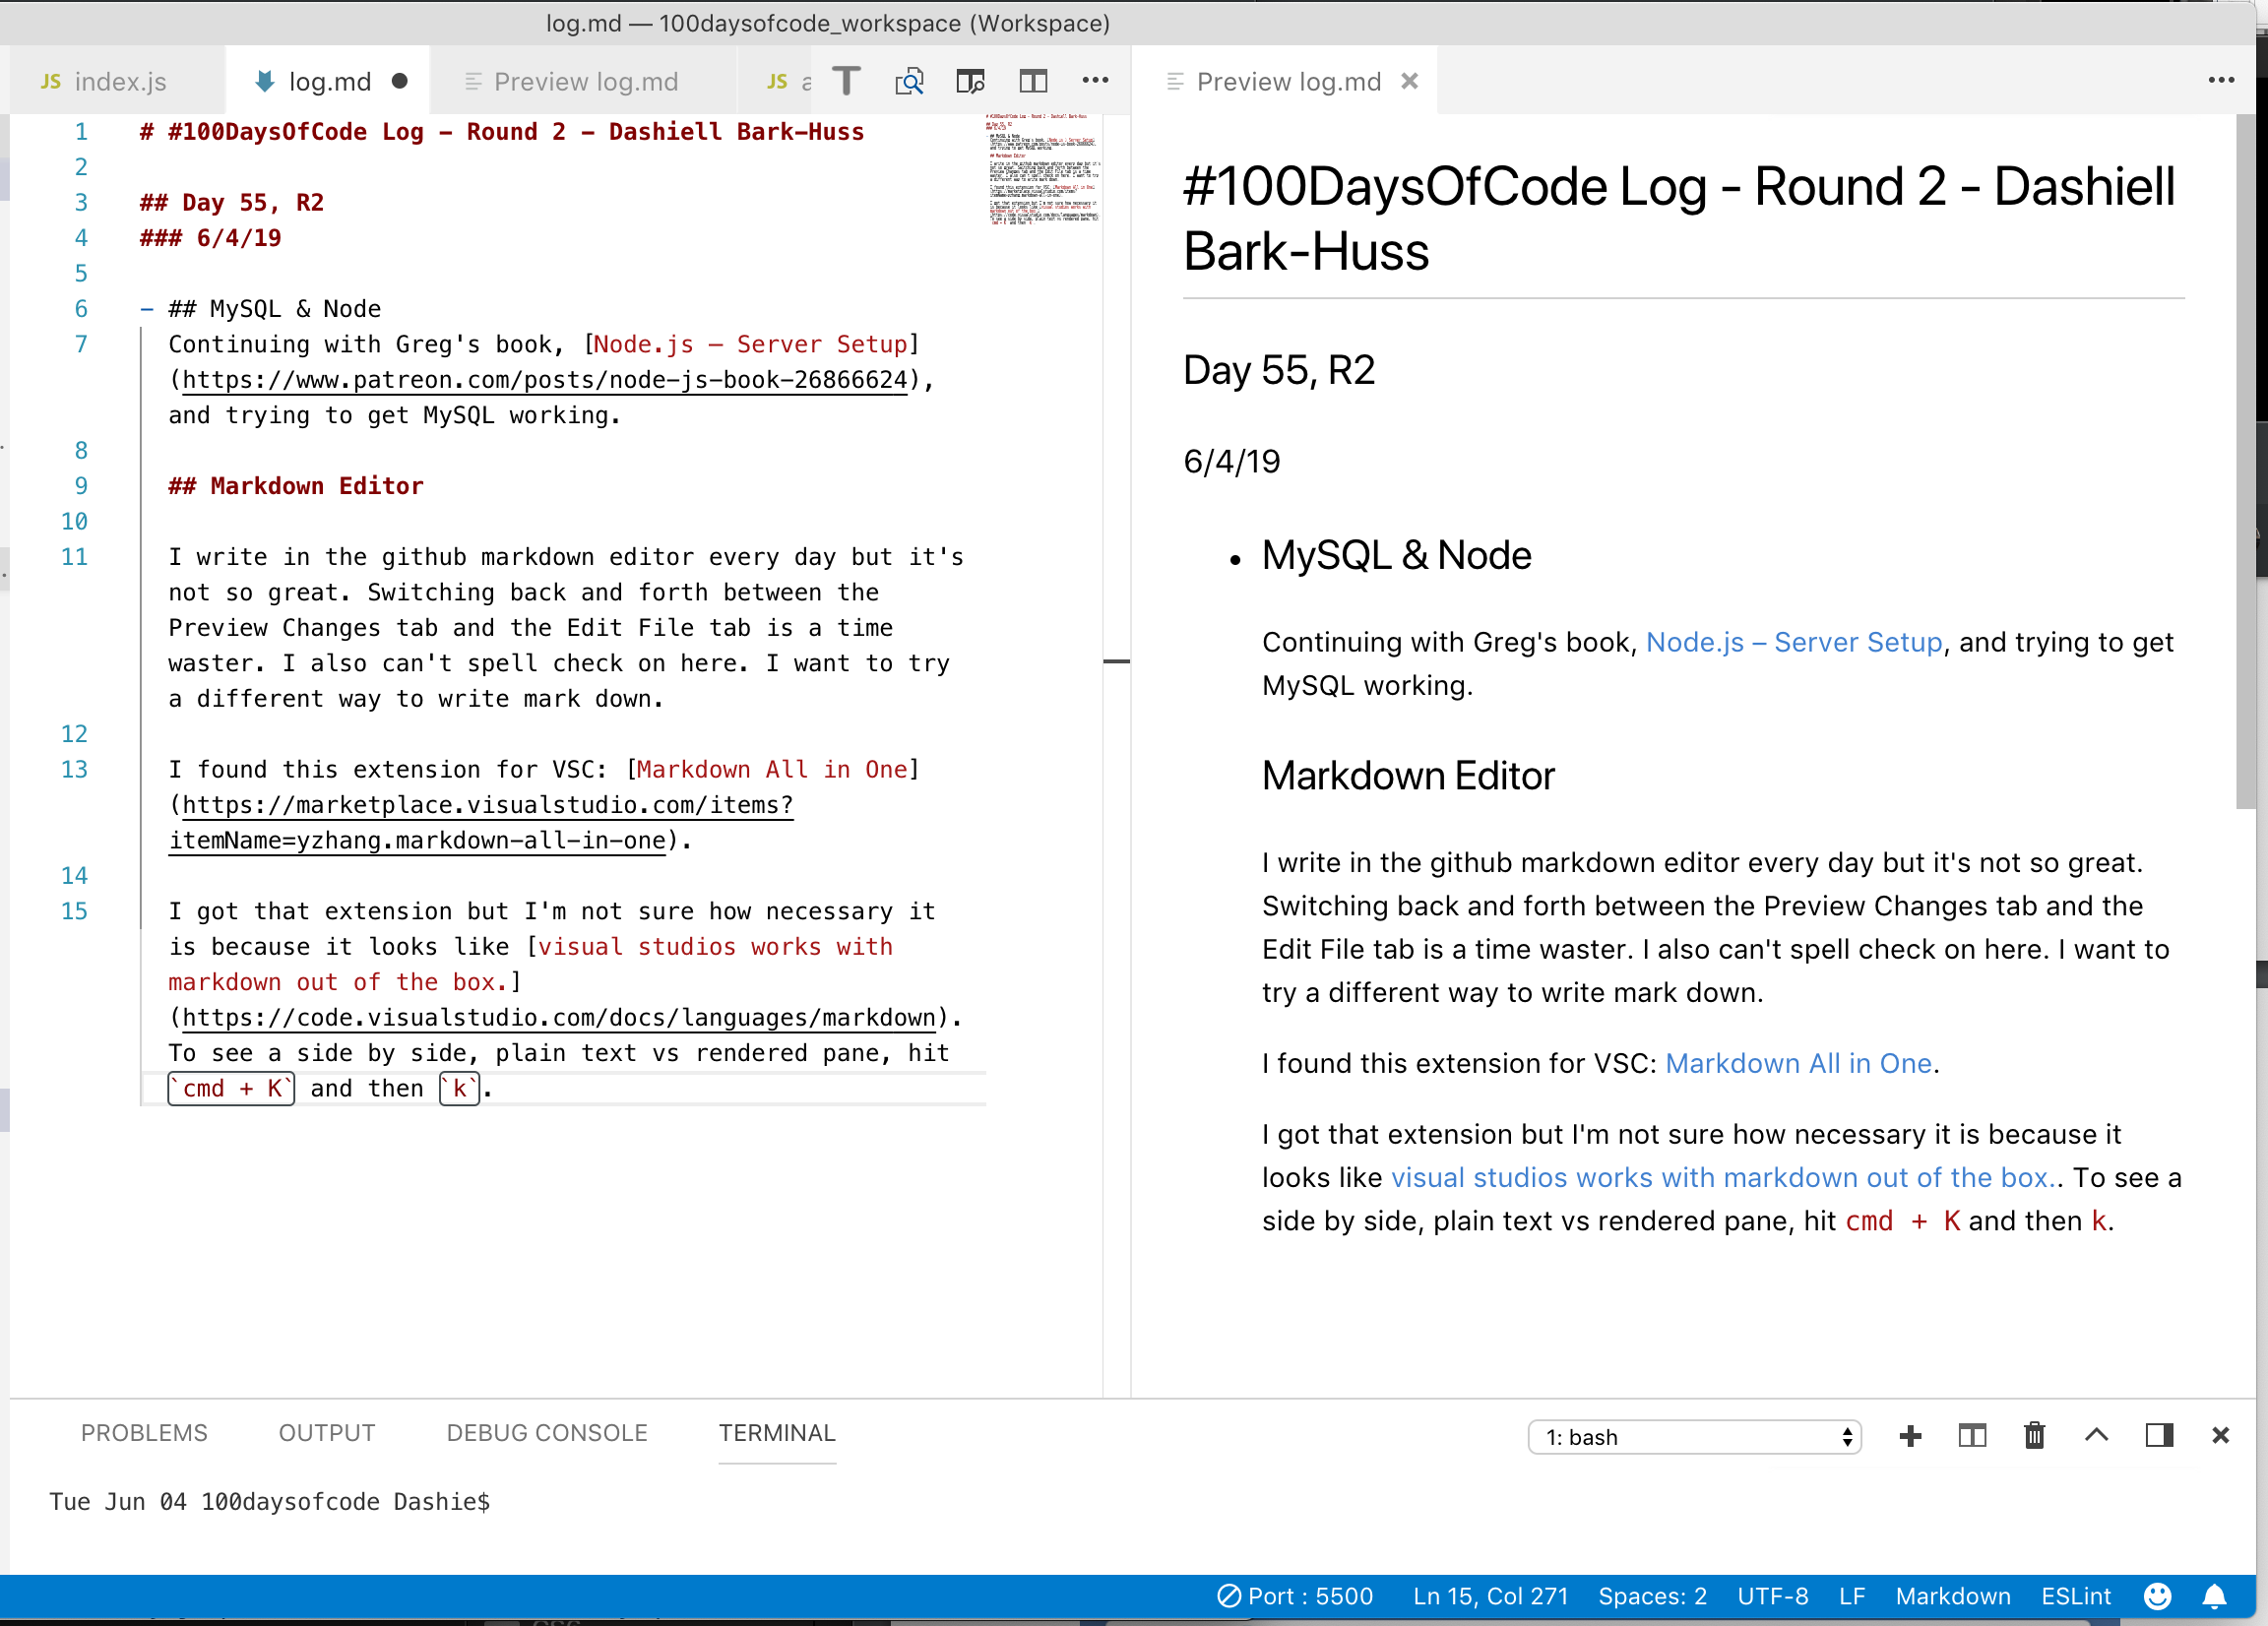 log.md — 100daysofcode_workspace (Workspace)
JS index.js
log.md
Preview log.md
JS a
Preview log.md
1 # #100DaysOfCode Log - Round 2 - Dashiell Bark-Huss
2
3 ## Day 55, R2
4 ### 6/4/19
5
6 - ## MySQL & Node
7 Continuing with Greg's book, [Node.js – Server Setup]
(https://www.patreon.com/posts/node-js-book-26866624),
and trying to get MySQL working.
8
9 ## Markdown Editor
10
11 I write in the github markdown editor every day but it's
not so great. Switching back and forth between the
Preview Changes tab and the Edit File tab is a time
waster. I also can't spell check on here. I want to try
a different way to write mark down.
12
13 I found this extension for VSC: [Markdown All in One]
(https://marketplace.visualstudio.com/items?
itemName=yzhang.markdown-all-in-one).
14
15 I got that extension but I'm not sure how necessary it
is because it looks like [visual studios works with
markdown out of the box.]
(https://code.visualstudio.com/docs/languages/markdown).
To see a side by side, plain text vs rendered pane, hit
`cmd + K` and then `k`.
#100DaysOfCode Log - Round 2 - Dashiell
Bark-Huss
Day 55, R2
6/4/19
• MySQL & Node
Continuing with Greg's book, Node.js – Server Setup, and trying to get
MySQL working.
Markdown Editor
I write in the github markdown editor every day but it's not so great.
Switching back and forth between the Preview Changes tab and the
Edit File tab is a time waster. I also can't spell check on here. I want to
try a different way to write mark down.
I found this extension for VSC: Markdown All in One.
I got that extension but I'm not sure how necessary it is because it
looks like visual studios works with markdown out of the box.. To see a
side by side, plain text vs rendered pane, hit cmd + K and then k.
PROBLEMS
OUTPUT
DEBUG CONSOLE
TERMINAL
1: bash
Tue Jun 04 100daysofcode Dashie$
Port : 5500
Ln 15, Col 271
Spaces: 2
UTF-8
LF
Markdown
ESLint